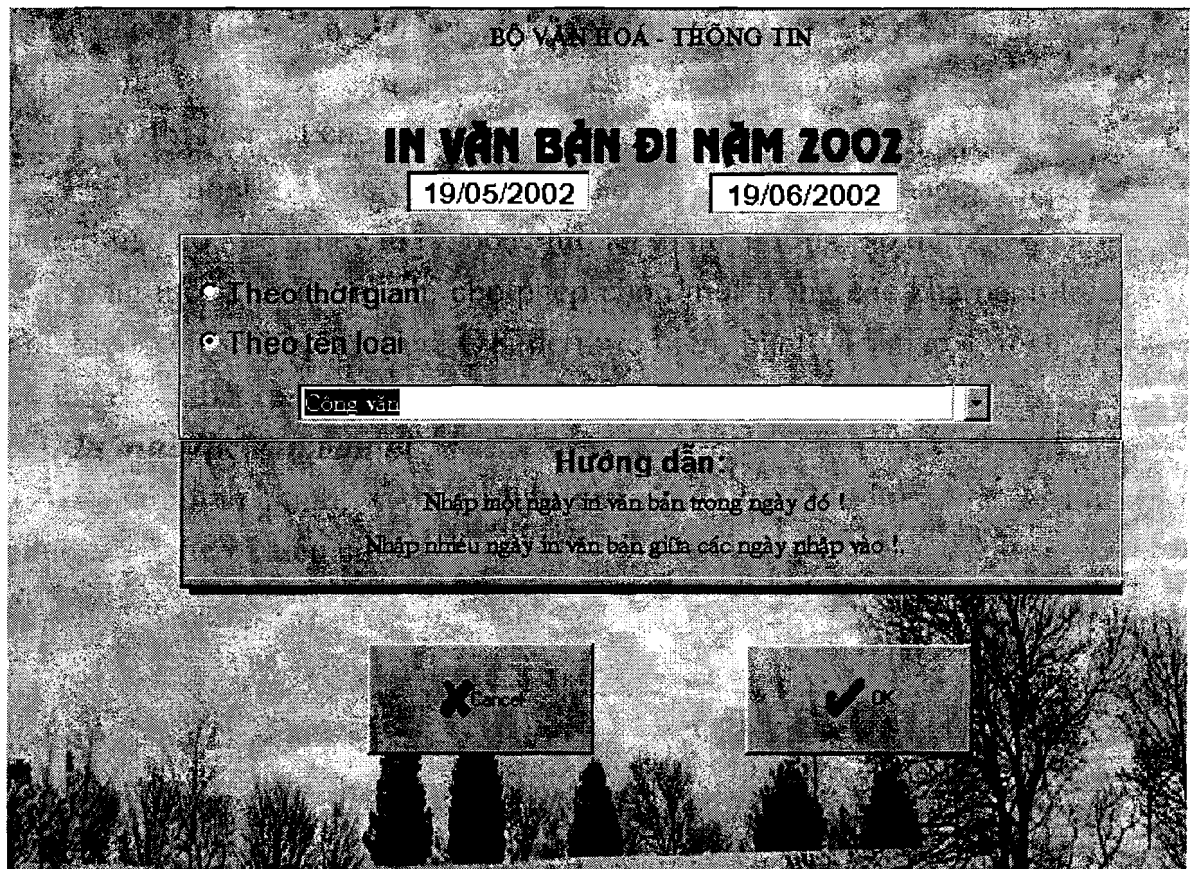 BỘ VĂN HOÁ - THÔNG TIN
IN VĂN BẢN ĐI NĂM 2002
19/05/2002 19/06/2002
Theo thời gian
Theo tên loại
Công văn
Hướng dẫn:
Nhập một ngày in văn bản trong ngày đó !
Nhập nhiều ngày in văn bản giữa các ngày nhập vào !
Cancel OK